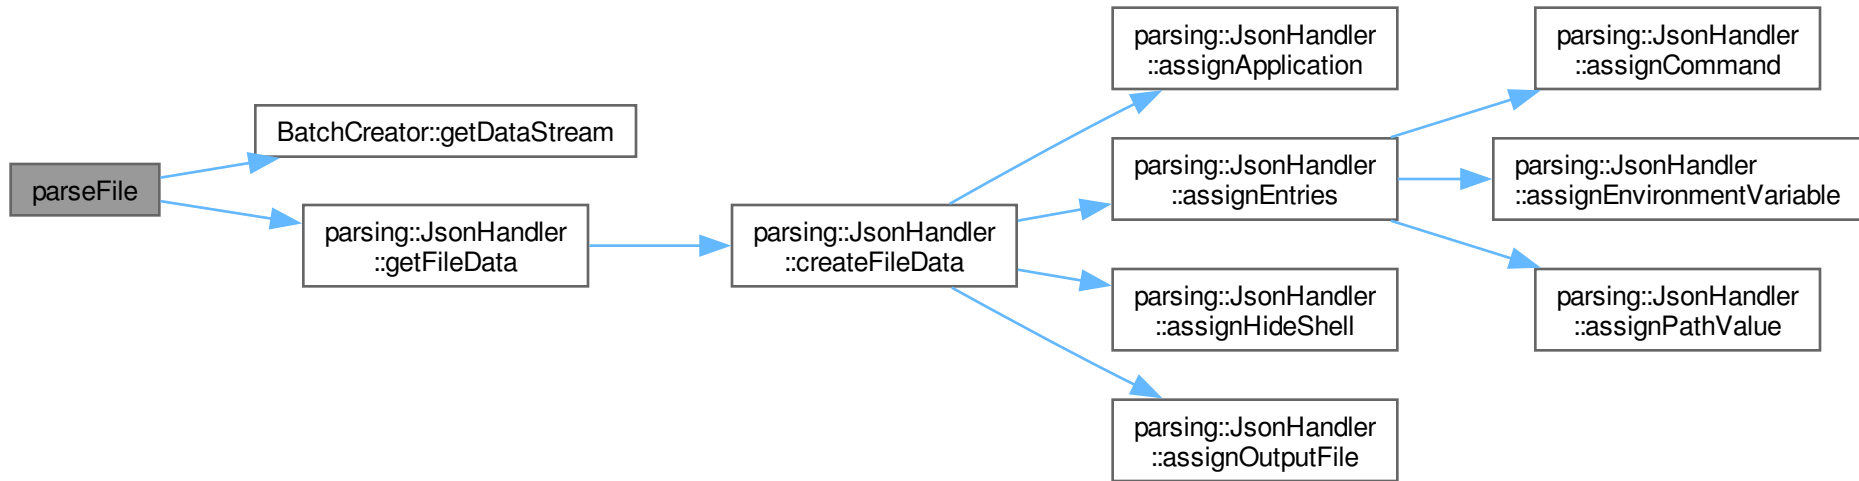 parseFile
BatchCreator::getDataStream
parsing::JsonHandler
::getFileData
parsing::JsonHandler
::createFileData
parsing::JsonHandler
::assignApplication
parsing::JsonHandler
::assignEntries
parsing::JsonHandler
::assignHideShell
parsing::JsonHandler
::assignOutputFile
parsing::JsonHandler
::assignCommand
parsing::JsonHandler
::assignEnvironmentVariable
parsing::JsonHandler
::assignPathValue